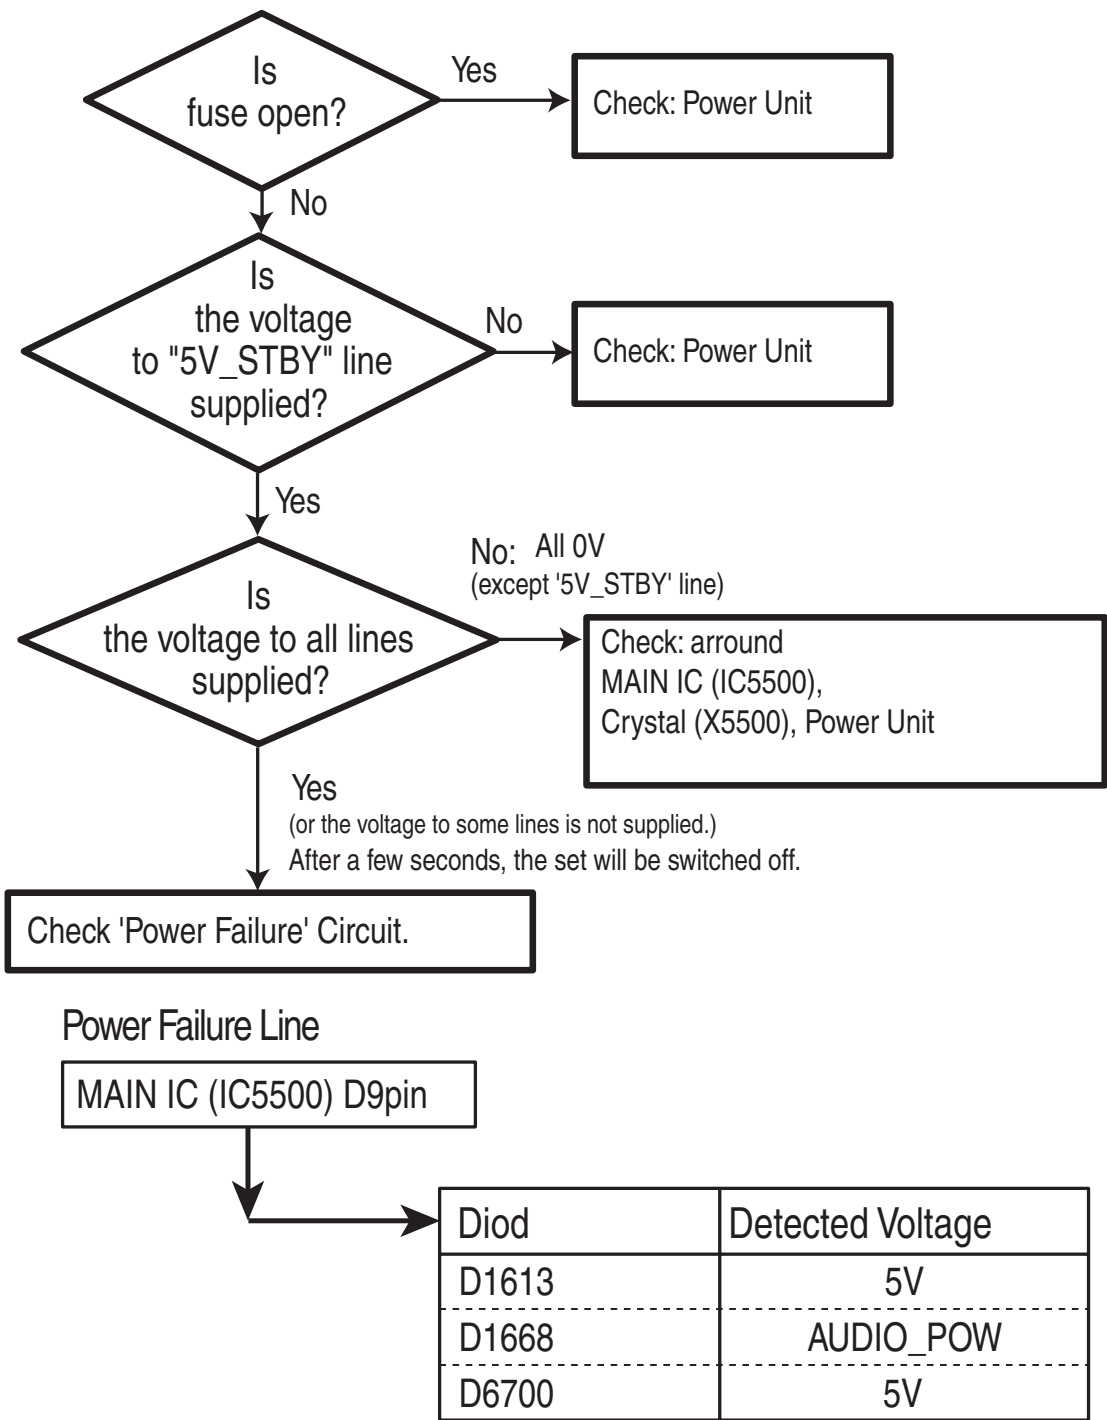 Is
fuse open?
Yes
Check: Power Unit
No
Is
the voltage
to "5V_STBY" line
supplied?
No
Check: Power Unit
Yes
Is
the voltage to all lines
supplied?
No: All 0V
(except '5V_STBY' line)
Check: arround
MAIN IC (IC5500),
Crystal (X5500), Power Unit
Yes
(or the voltage to some lines is not supplied.)
After a few seconds, the set will be switched off.
Check 'Power Failure' Circuit.
Power Failure Line
MAIN IC (IC5500) D9pin
Diod Detected Voltage
D1613 5V
D1668 AUDIO_POW
D6700 5V